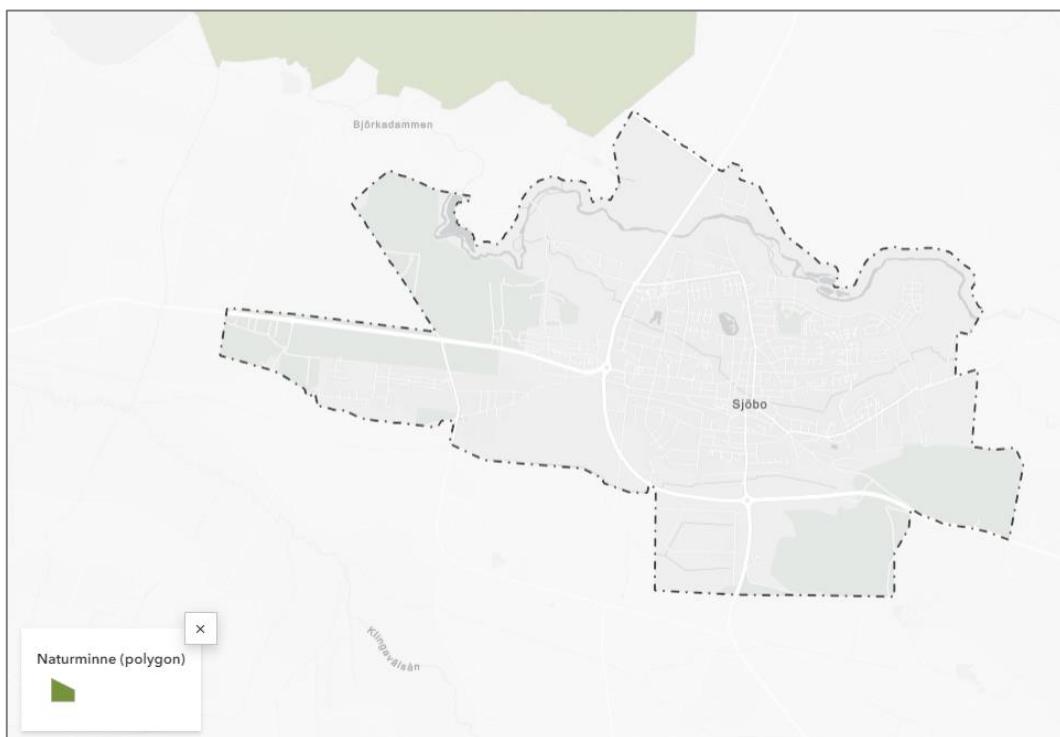 Björkadammen
Sjöbo
Klingavälsån
Naturminne (polygon)
×